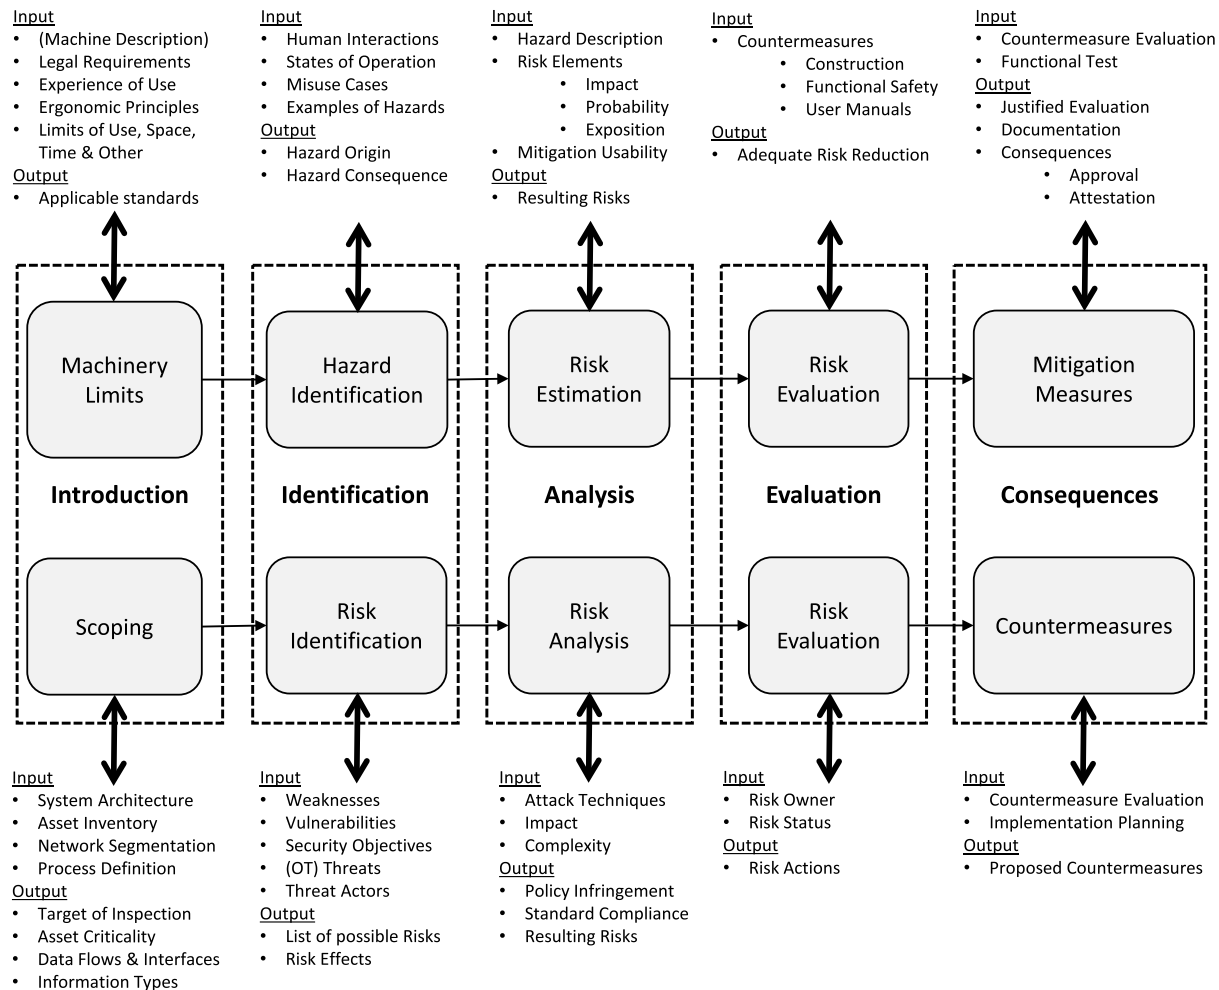 Input
• (Machine Description)
• Legal Requirements
• Experience of Use
• Ergonomic Principles
• Limits of Use, Space,
Time & Other
Output
• Applicable standards
Input
• Human Interactions
• States of Operation
• Misuse Cases
• Examples of Hazards
Output
• Hazard Origin
• Hazard Consequence
Input
• Hazard Description
• Risk Elements
• Impact
• Probability
• Exposition
• Mitigation Usability
Output
• Resulting Risks
Input
• Countermeasures
• Construction
• Functional Safety
• User Manuals
Output
• Adequate Risk Reduction
Input
• Countermeasure Evaluation
• Functional Test
Output
• Justified Evaluation
• Documentation
• Consequences
• Approval
• Attestation
Machinery
Limits
Hazard
Identification
Risk
Estimation
Risk
Evaluation
Mitigation
Measures
Introduction
Identification
Analysis
Evaluation
Consequences
Scoping
Risk
Identification
Risk
Analysis
Risk
Evaluation
Countermeasures
Input
• System Architecture
• Asset Inventory
• Network Segmentation
• Process Definition
Output
• Target of Inspection
• Asset Criticality
• Data Flows & Interfaces
• Information Types
Input
• Weaknesses
• Vulnerabilities
• Security Objectives
• (OT) Threats
• Threat Actors
Output
• List of possible Risks
• Risk Effects
Input
• Attack Techniques
• Impact
• Complexity
Output
• Policy Infringement
• Standard Compliance
• Resulting Risks
Input
• Risk Owner
• Risk Status
Output
• Risk Actions
Input
• Countermeasure Evaluation
• Implementation Planning
Output
• Proposed Countermeasures